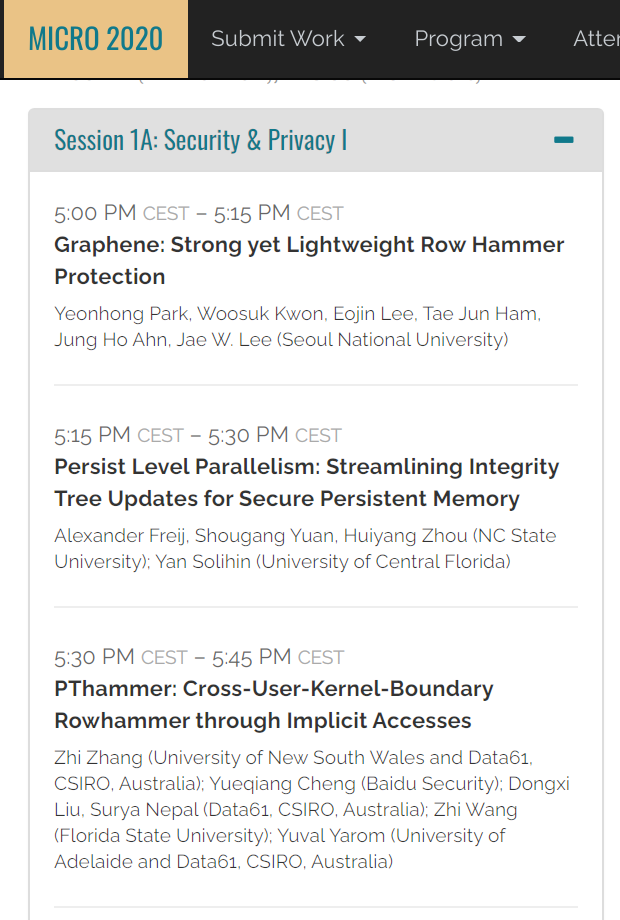 MICRO 2020 Submit Work Program
Session 1A: Security & Privacy I
5:00 PM CEST – 5:15 PM CEST
Graphene: Strong yet Lightweight Row Hammer
Protection
Yeonhong Park, Woosuk Kwon, Eojin Lee, Tae Jun Ham,
Jung Ho Ahn, Jae W. Lee (Seoul National University)
5:15 PM CEST – 5:30 PM CEST
Persist Level Parallelism: Streamlining Integrity
Tree Updates for Secure Persistent Memory
Alexander Freij, Shougang Yuan, Huiyang Zhou (NC State
University); Yan Solihin (University of Central Florida)
5:30 PM CEST – 5:45 PM CEST
PThammer: Cross-User-Kernel-Boundary
Rowhammer through Implicit Accesses
Zhi Zhang (University of New South Wales and Data61,
CSIRO, Australia); Yueqiang Cheng (Baidu Security); Dongxi
Liu, Surya Nepal (Data61, CSIRO, Australia); Zhi Wang
(Florida State University); Yuval Yarom (University of
Adelaide and Data61, CSIRO, Australia)